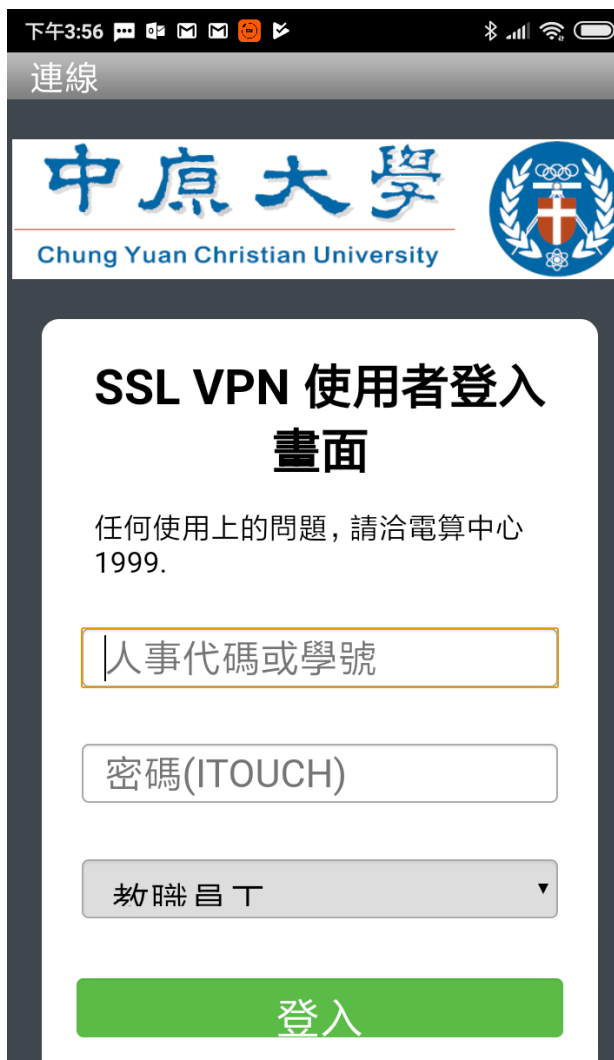 下午3:56
連線
中原大學
Chung Yuan Christian University
SSL VPN 使用者登入
畫面
任何使用上的問題, 請洽電算中心
1999.
人事代碼或學號
密碼(ITOUCH)
教職員工
登入